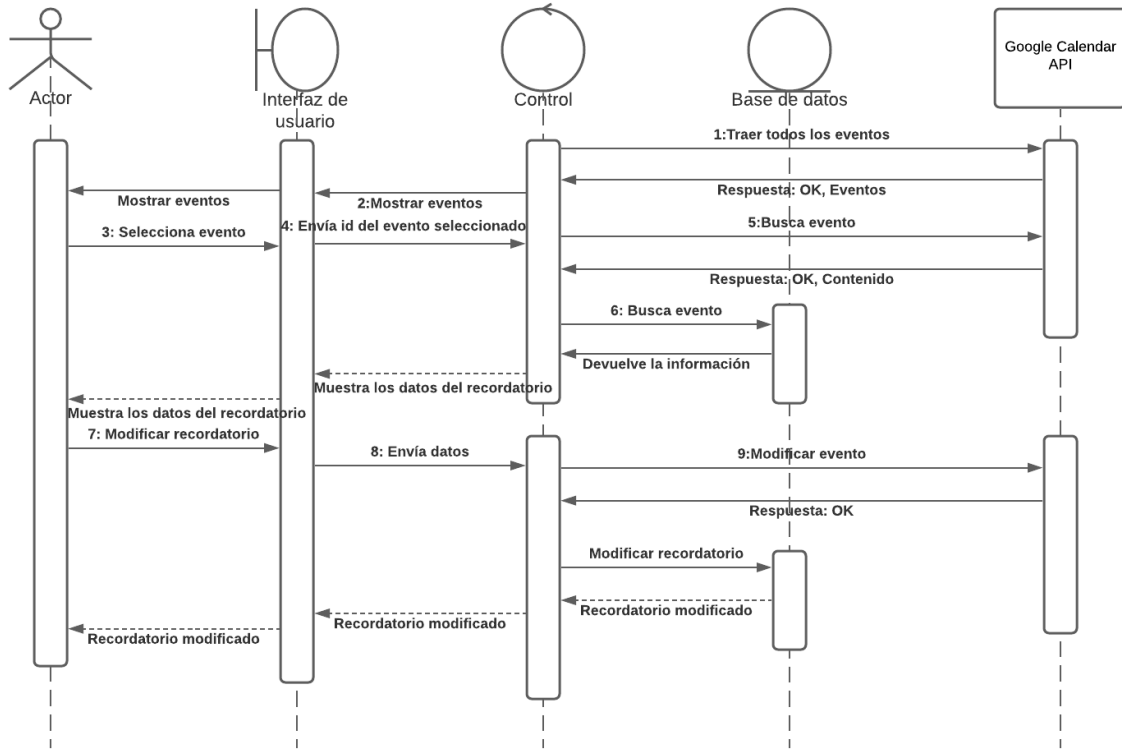 Actor
Interfaz de
usuario
Control
Base de datos
Google Calendar
API
1:Traer todos los eventos
Respuesta: OK, Eventos
2:Mostrar eventos
Mostrar eventos
3: Selecciona evento
4: Envía id del evento seleccionado
5:Busca evento
Respuesta: OK, Contenido
6: Busca evento
Devuelve la información
Muestra los datos del recordatorio
Muestra los datos del recordatorio
7: Modificar recordatorio
8: Envía datos
9:Modificar evento
Respuesta: OK
Modificar recordatorio
Recordatorio modificado
Recordatorio modificado
Recordatorio modificado